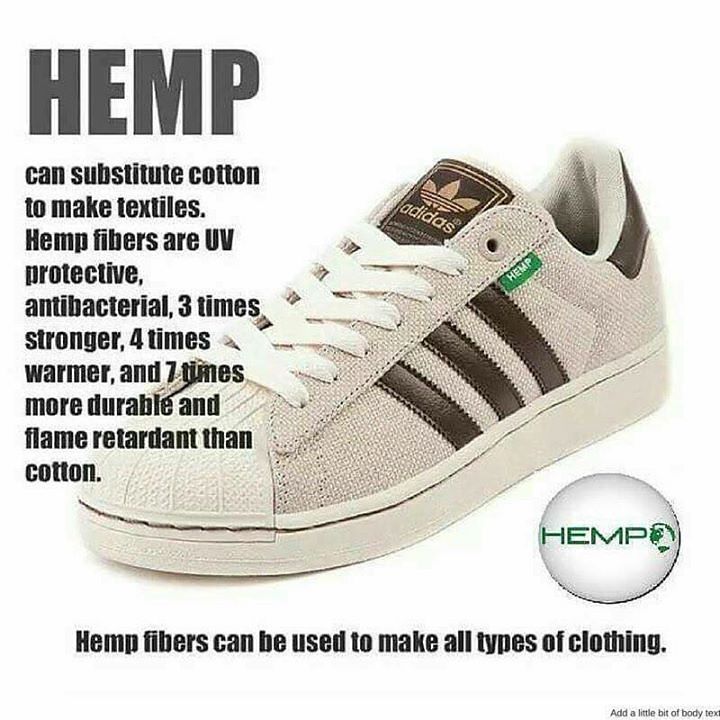 HEMP
can substitute cotton
to make textiles.
Hemp fibers are UV
protective,
antibacterial, 3 times
stronger, 4 times
warmer, and 7 times
more durable and
flame retardant than
cotton.
adidas
HEMP
HEMP
Hemp fibers can be used to make all types of clothing.
Add a little bit of body text